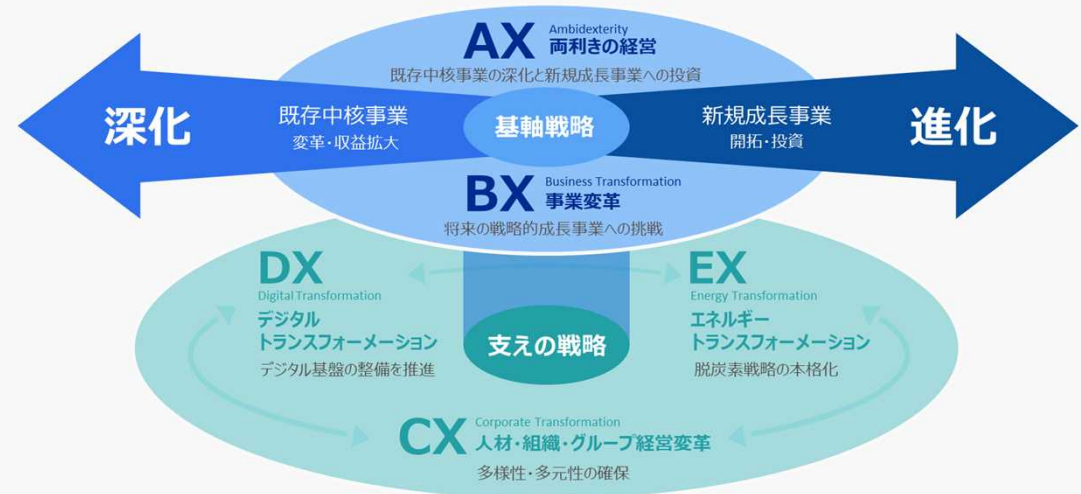 AX
Ambidexterity
両利きの経営
既存中核事業の深化と新規成長事業への投資
深化
既存中核事業
変革・収益拡大
基軸戦略
新規成長事業
開拓・投資
進化
BX
Business Transformation
事業変革
将来の戦略的成長事業への挑戦
DX
Digital Transformation
デジタル
トランスフォーメーション
デジタル基盤の整備を推進
支えの戦略
EX
Energy Transformation
エネルギー
トランスフォーメーション
脱炭素戦略の本格化
CX
Corporate Transformation
人材・組織・グループ経営変革
多様性・多元性の確保